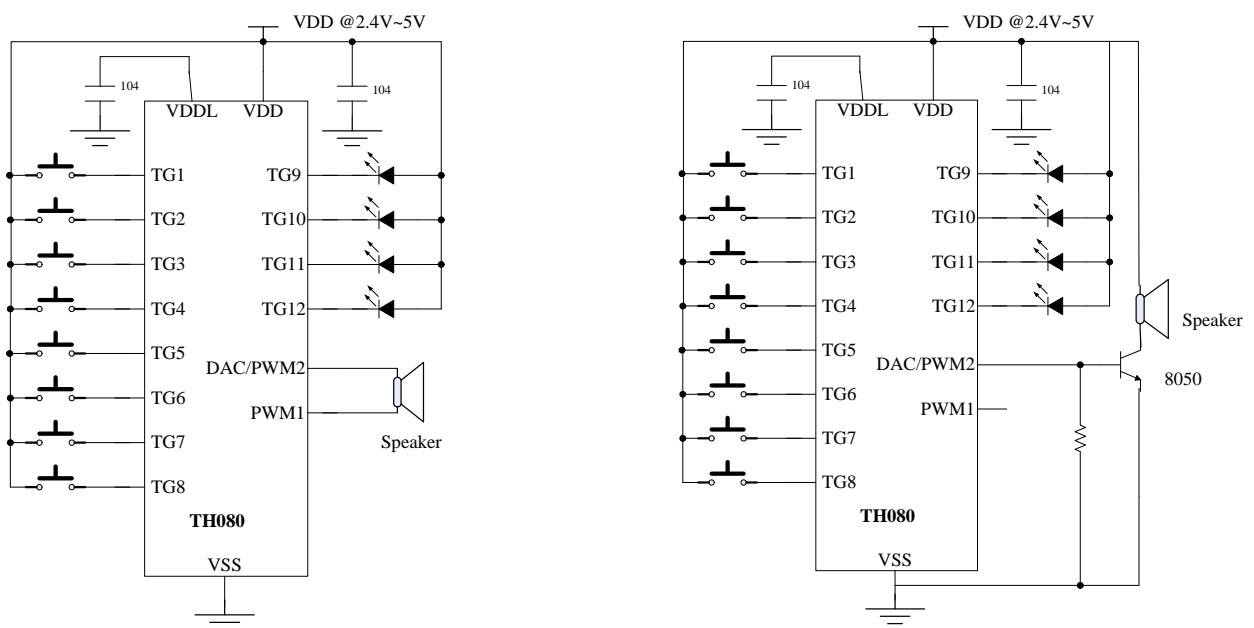 VDD @2.4V~5V
104
104
VDDL
VDD
TG1
TG9
TG2
TG10
TG3
TG11
TG4
TG12
TG5
DAC/PWM2
TG6
PWM1
TG7
Speaker
TG8
TH080
VSS
VDD @2.4V~5V
104
104
VDDL
VDD
TG1
TG9
TG2
TG10
TG3
TG11
TG4
TG12
Speaker
TG5
DAC/PWM2
8050
TG6
PWM1
TG7
TG8
TH080
VSS